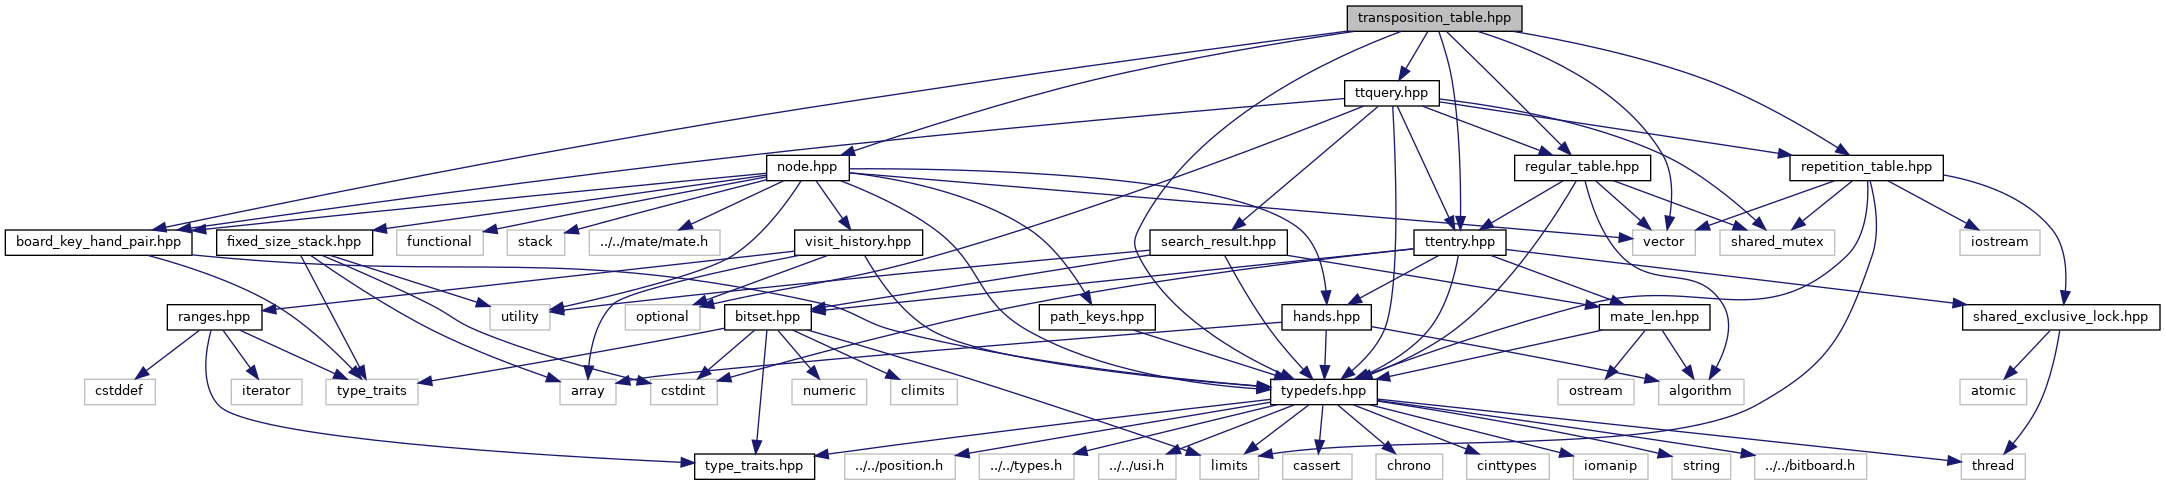 transposition_table.hpp
ttquery.hpp
node.hpp
regular_table.hpp
repetition_table.hpp
board_key_hand_pair.hpp
fixed_size_stack.hpp
functional
stack
../../mate/mate.h
visit_history.hpp
search_result.hpp
ttentry.hpp
vector
shared_mutex
iostream
ranges.hpp
utility
optional
bitset.hpp
path_keys.hpp
hands.hpp
mate_len.hpp
shared_exclusive_lock.hpp
cstddef
iterator
type_traits
array
cstdint
numeric
climits
typedefs.hpp
ostream
algorithm
atomic
type_traits.hpp
../../position.h
../../types.h
../../usi.h
limits
cassert
chrono
cinttypes
iomanip
string
../../bitboard.h
thread